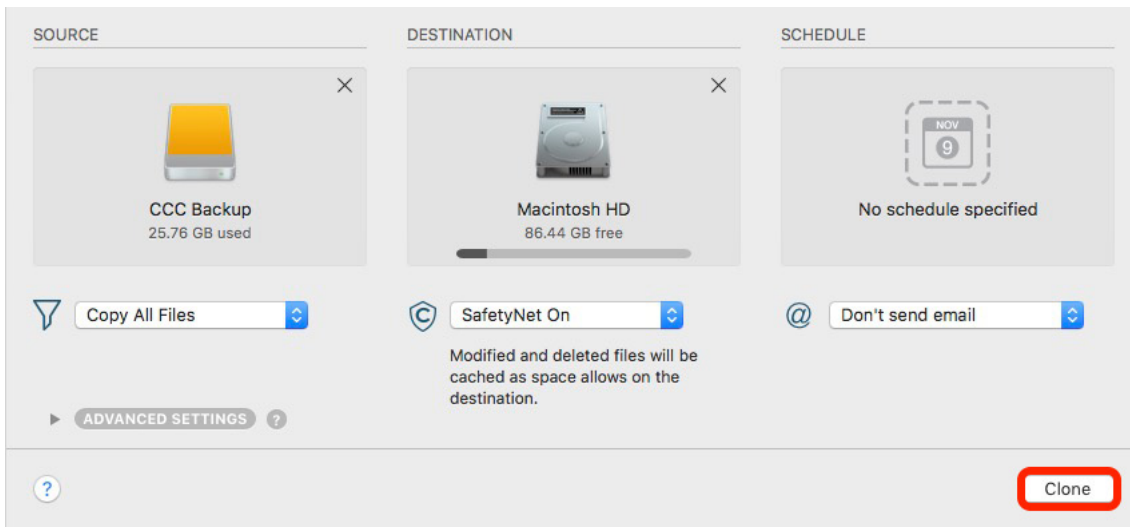 SOURCE
DESTINATION
SCHEDULE
CCC Backup
25.76 GB used
Macintosh HD
86.44 GB free
NOV
9
No schedule specified
Copy All Files
SafetyNet On
@
Don't send email
Modified and deleted files will be
cached as space allows on the
destination.
ADVANCED SETTINGS ?
?
Clone